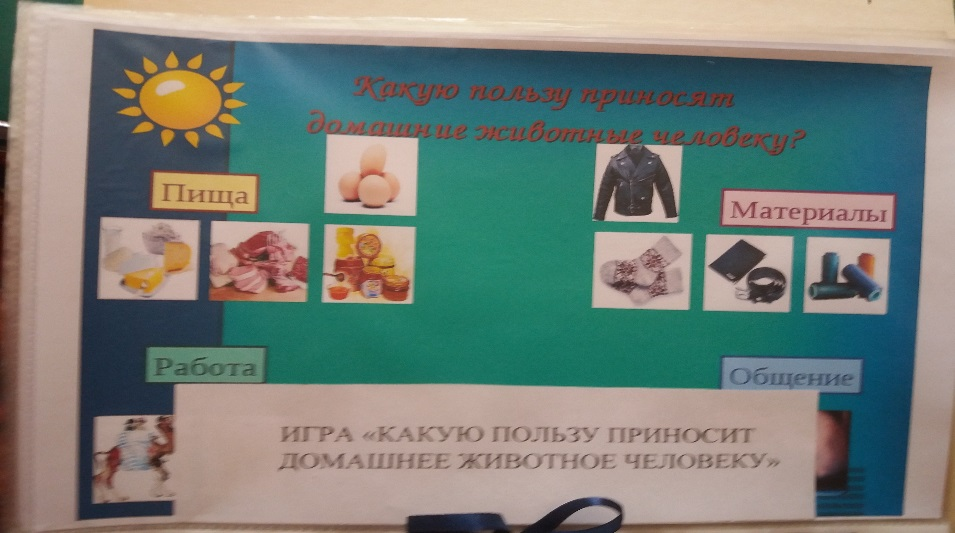 Какую пользу приносят
домашние животные человеку?
Пища
Материалы
Работа
Общение
ИГРА «КАКУЮ ПОЛЬЗУ ПРИНОСИТ
ДОМАШНЕЕ ЖИВОТНОЕ ЧЕЛОВЕКУ»